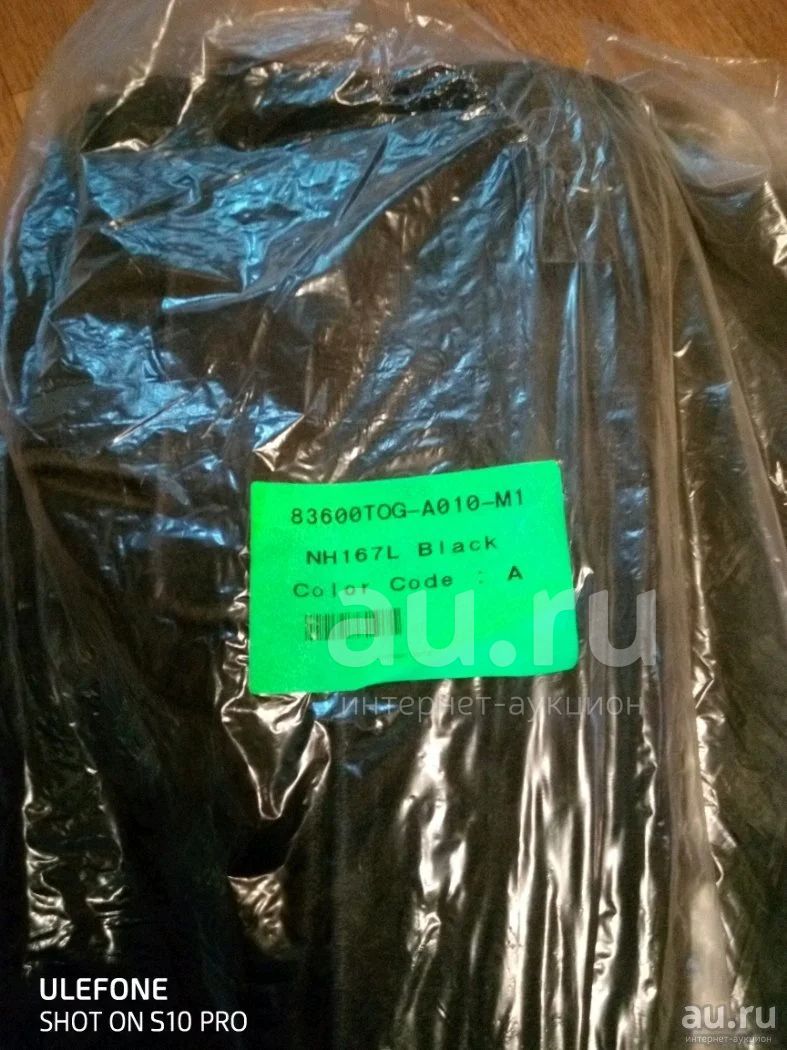 83600TOG-A010-M1
NH167L Black
Color Code : A
au.ru
интернет-аукцион
ULEFONE
SHOT ON S10 PRO
au.ru
интернет-аукцион